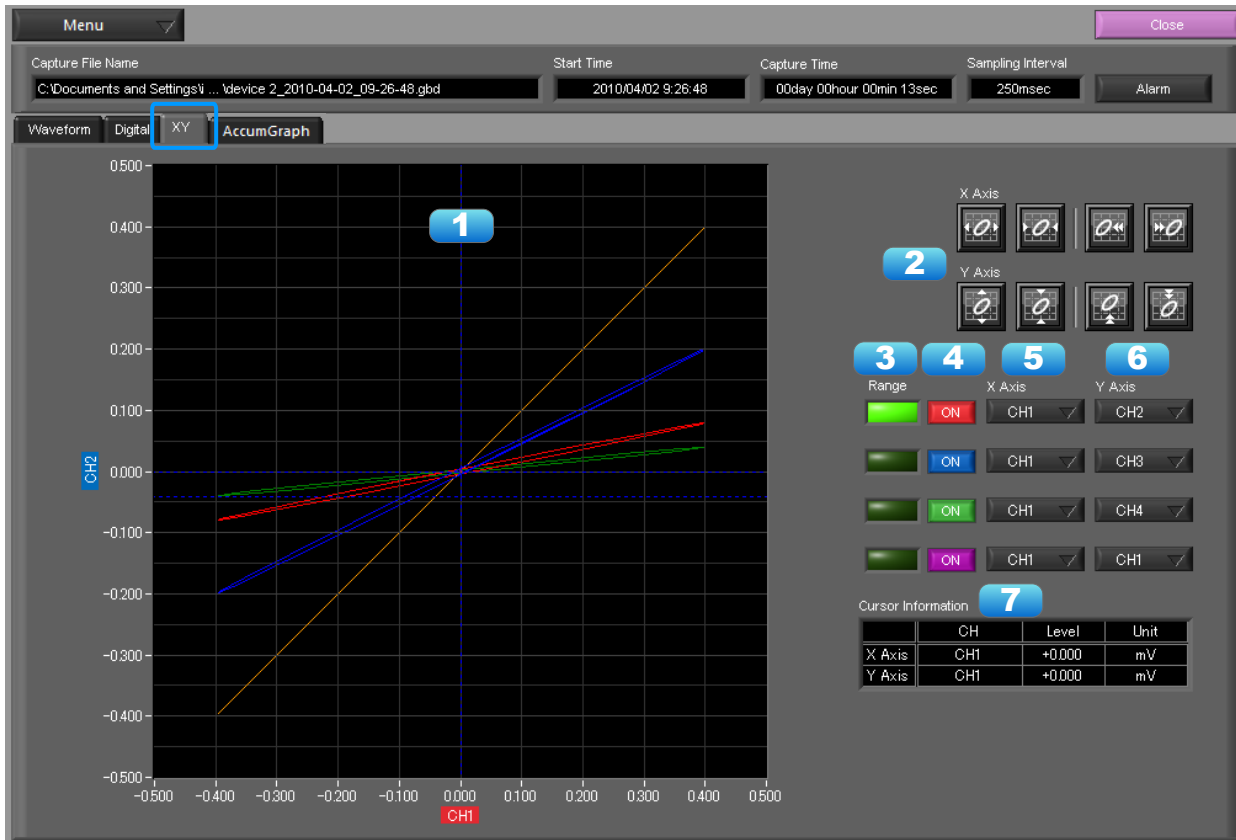 Menu
Close
Capture File Name
Start Time
Capture Time
Sampling Interval
C:\Documents and Settings\i ... \device 2_2010-04-02_09-26-48.gbd
2010/04/02 9:26:48
00day 00hour 00min 13sec
250msec
Alarm
Waveform
Digital
XY
AccumGraph
0.500
0.400
0.300
0.200
0.100
0.000
-0.100
-0.200
-0.300
-0.400
-0.500
CH2
-0.500 -0.400 -0.300 -0.200 -0.100 0.000 0.100 0.200 0.300 0.400 0.500
CH1
1
X Axis
2
Y Axis
3 4 5 6
Range X Axis Y Axis
ON CH1 CH2
ON CH1 CH3
ON CH1 CH4
ON CH1 CH1
Cursor Information 7
CH Level Unit
X Axis CH1 +0.000 mV
Y Axis CH1 +0.000 mV